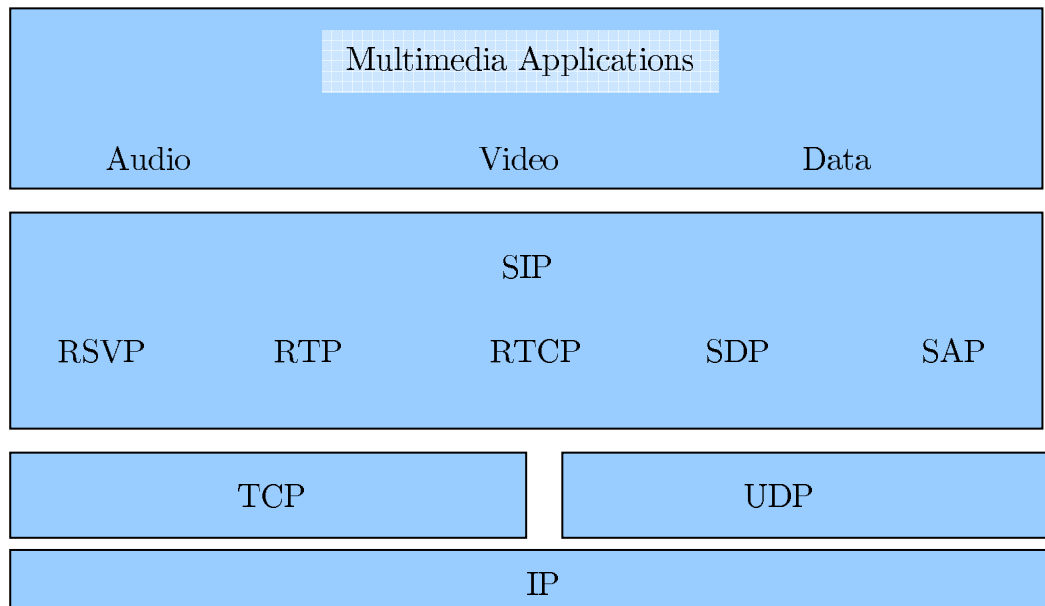 Multimedia Applications
Audio Video Data
SIP
RSVP RTP RTCP SDP SAP
TCP UDP
IP